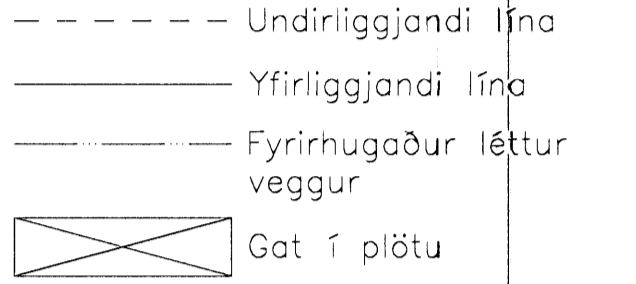 Undirliggjandi lína
Yfirliggjandi lína
Fyrirhugaður léttur
veggur
Gat í plötu